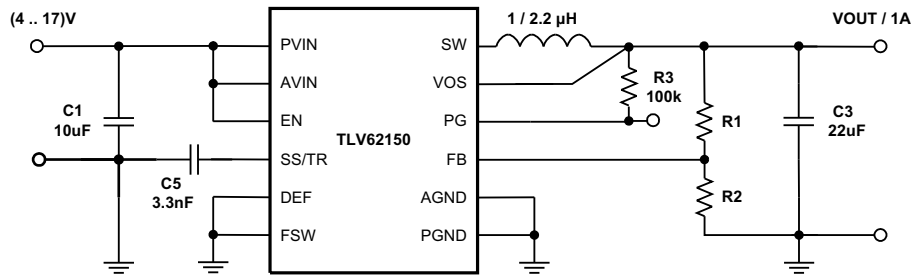 (4 .. 17)V
1 / 2.2 µH
VOUT / 1A
PVIN
SW
AVIN
VOS
R3
100k
C1
10uF
EN
PG
R1
C3
22uF
TLV62150
SS/TR
FB
C5
3.3nF
DEF
AGND
R2
FSW
PGND